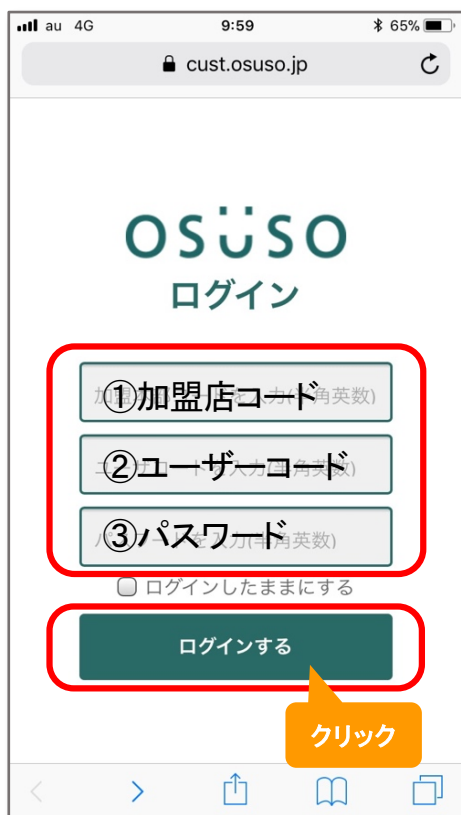 au 4G 9:59 65%
cust.osuso.jp
osuso
ログイン
①加盟店コード
②ユーザーコード
③パスワード
ログインしたままにする
ログインする
クリック